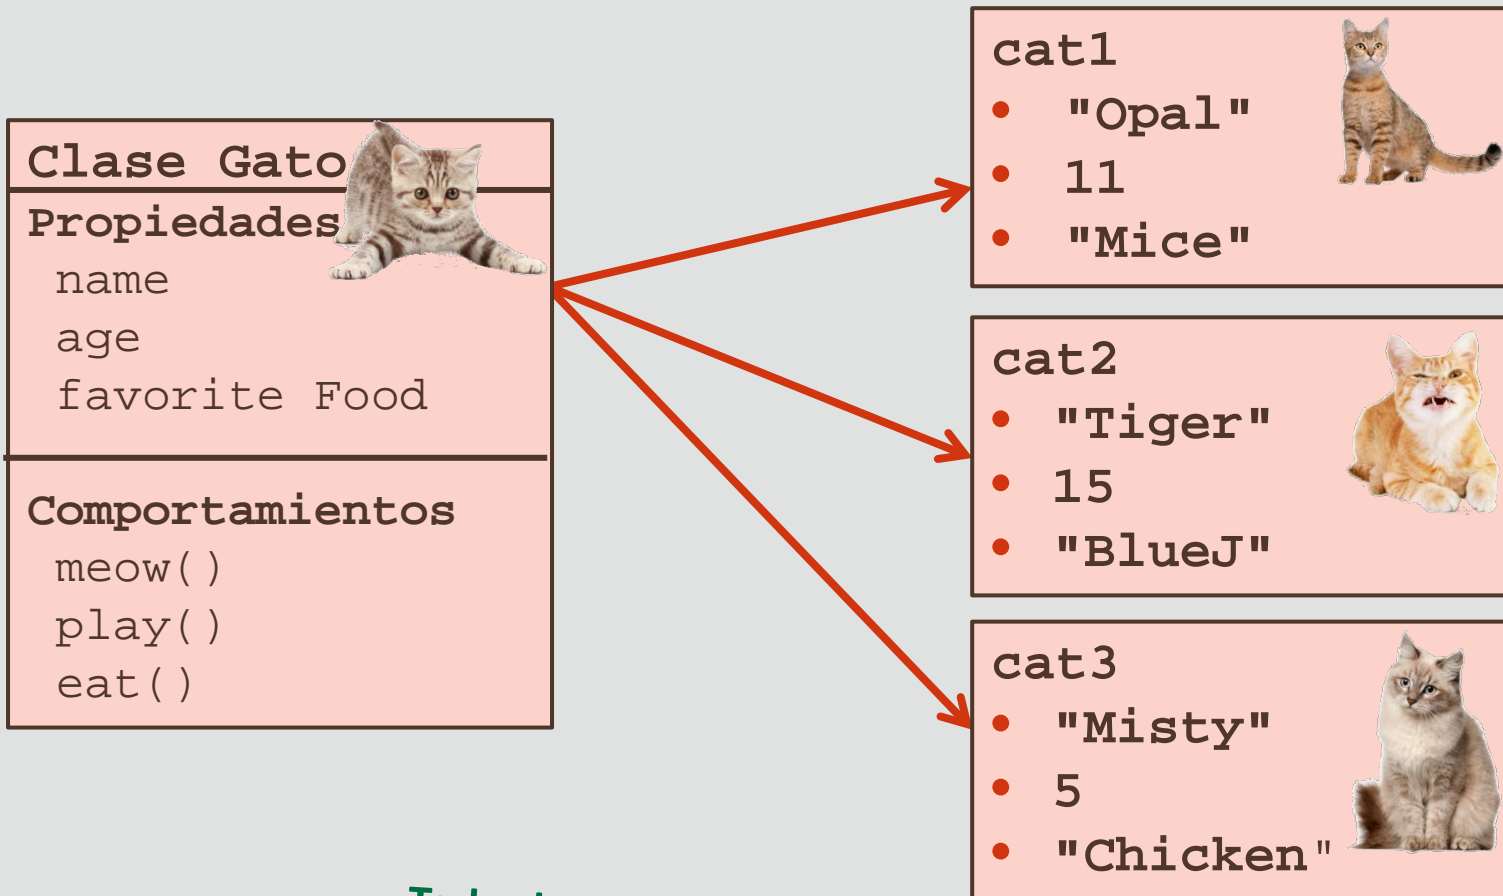 Clase Gato
Propiedades
name
age
favorite Food
Comportamientos
meow()
play()
eat()
cat1
• "Opal"
• 11
• "Mice"
cat2
• "Tiger"
• 15
• "BlueJ"
cat3
• "Misty"
• 5
• "Chicken"